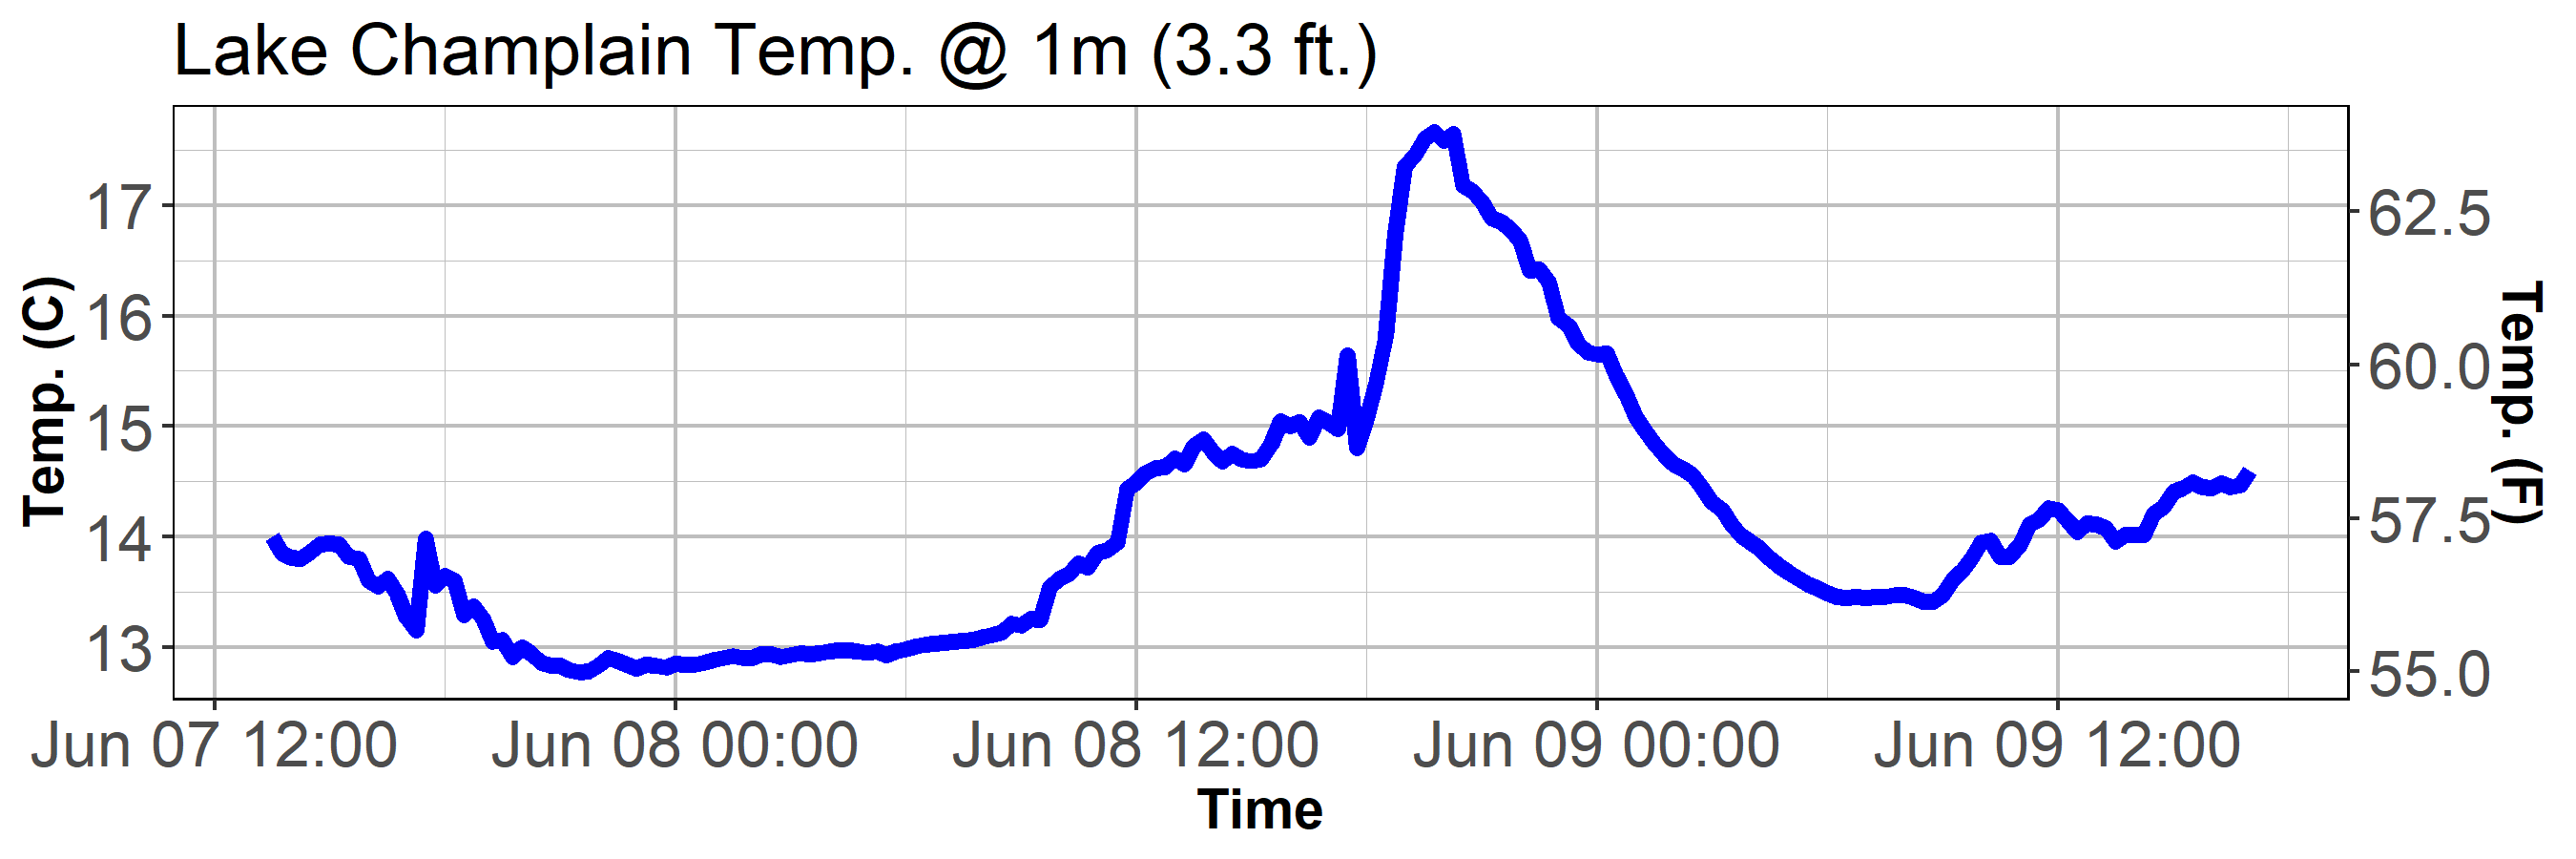 Lake Champlain Temp. @ 1m (3.3 ft.)
Temp. (C)
17
16
15
14
13
62.5
60.0
57.5
55.0
Temp. (F)
Jun 07 12:00 Jun 08 00:00 Jun 08 12:00 Jun 09 00:00 Jun 09 12:00
Time